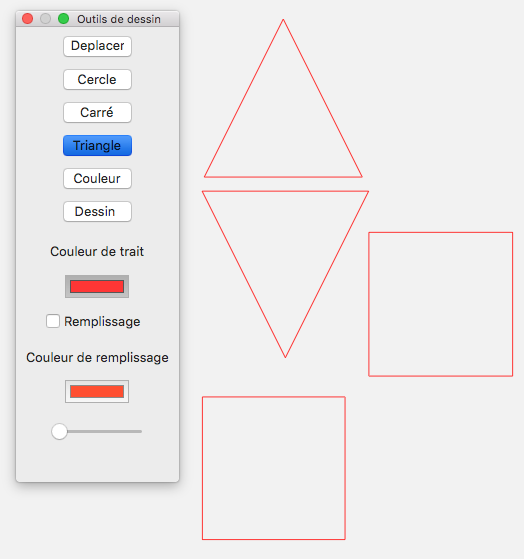 Outils de dessin
Deplacer
Cercle
Carré
Triangle
Couleur
Dessin
Couleur de trait
Remplissage
Couleur de remplissage